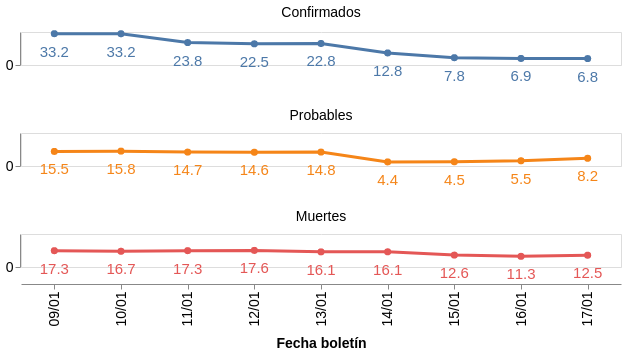 Confirmados
0
33.2 33.2 23.8 22.5 22.8 12.8 7.8 6.9 6.8
Probables
0
15.5 15.8 14.7 14.6 14.8 4.4 4.5 5.5 8.2
Muertes
0
17.3 16.7 17.3 17.6 16.1 16.1 12.6 11.3 12.5
09/01 10/01 11/01 12/01 13/01 14/01 15/01 16/01 17/01
Fecha boletín